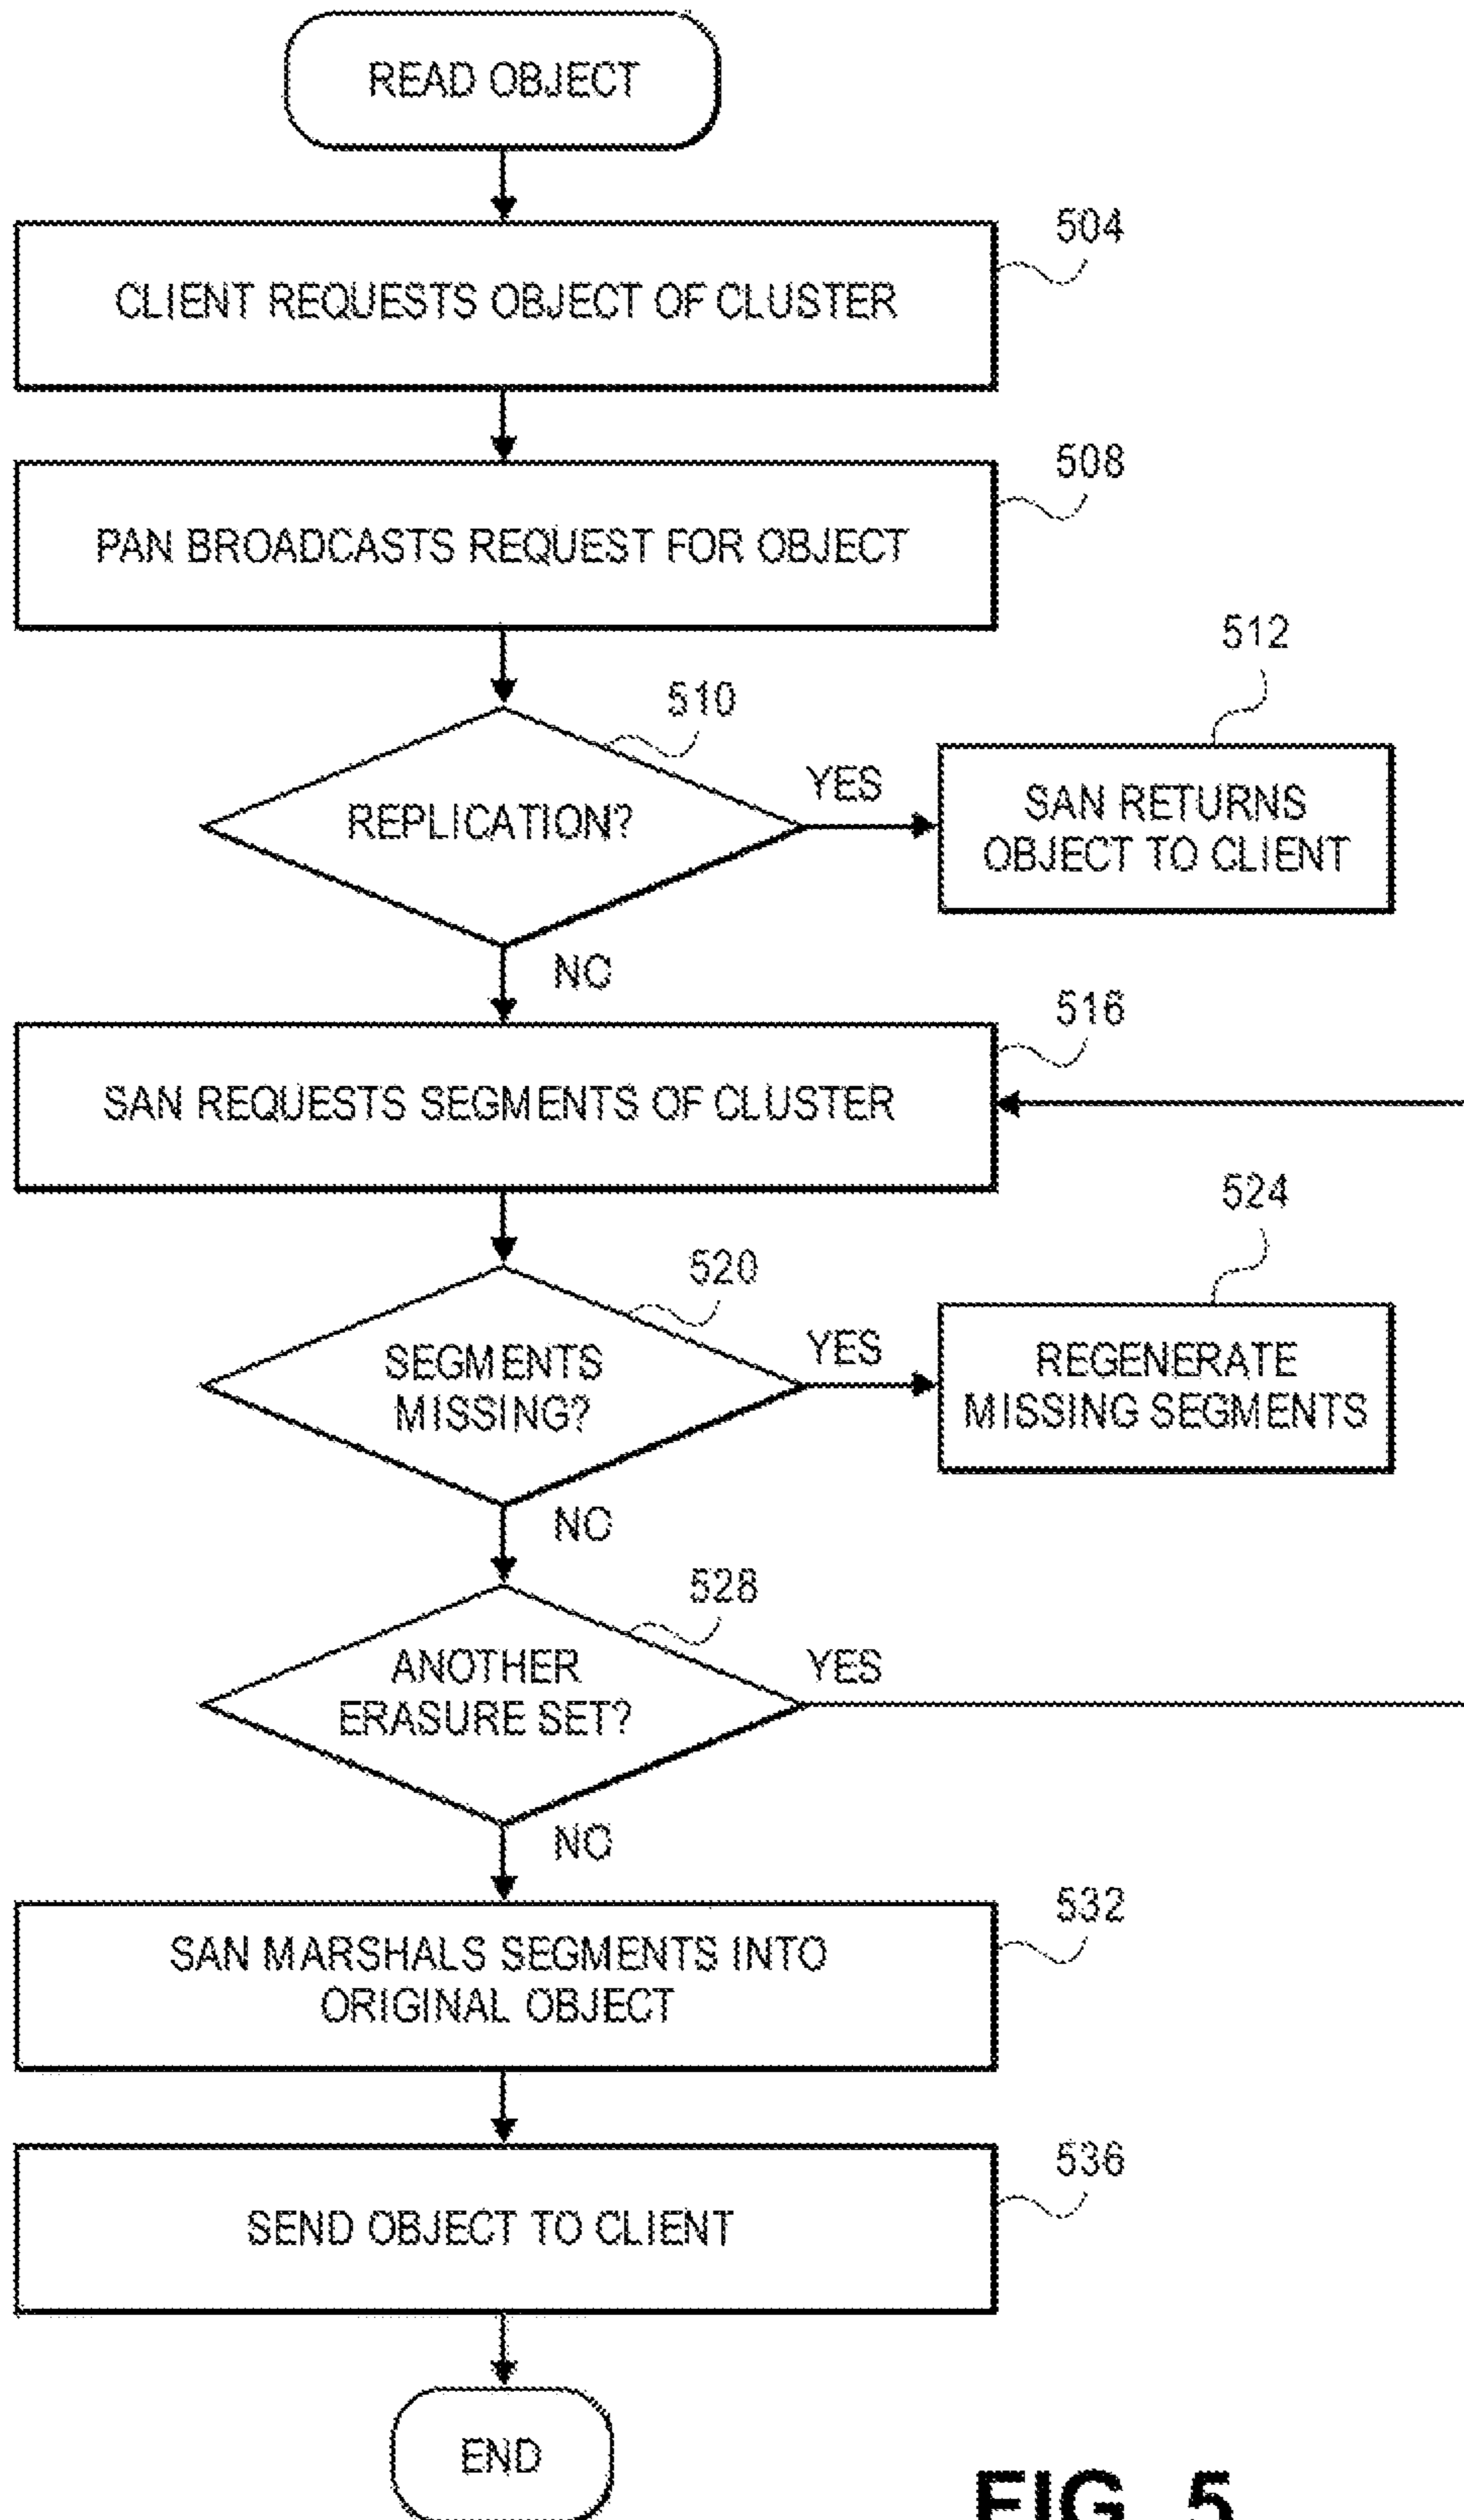 READ OBJECT
504
CLIENT REQUESTS OBJECT OF CLUSTER
508
PAN BROADCASTS REQUEST FOR OBJECT
512
510
REPLICATION?
YES
SAN RETURNS
OBJECT TO CLIENT
NO
516
SAN REQUESTS SEGMENTS OF CLUSTER
524
520
SEGMENTS
MISSING?
YES
REGENERATE
MISSING SEGMENTS
NO
528
ANOTHER
ERASURE SET?
YES
NO
532
SAN MARSHALS SEGMENTS INTO
ORIGINAL OBJECT
536
SEND OBJECT TO CLIENT
END
FIG. 5